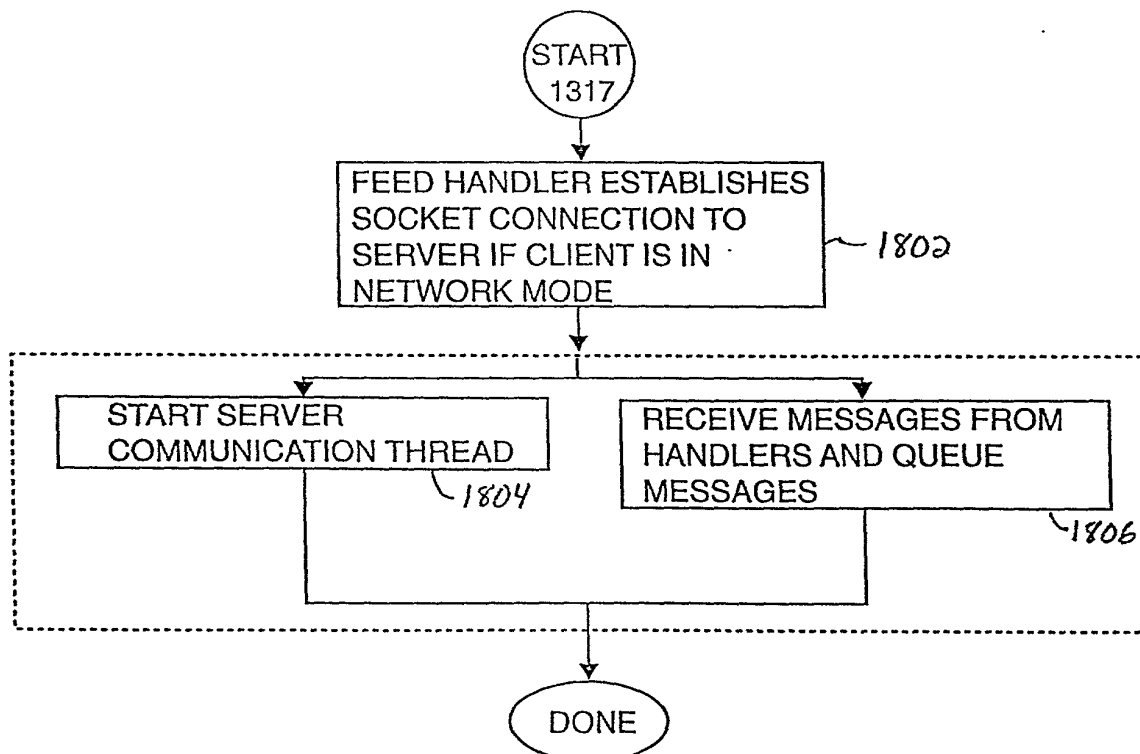 START
1317
FEED HANDLER ESTABLISHES
SOCKET CONNECTION TO
SERVER IF CLIENT IS IN
NETWORK MODE
1802
START SERVER
COMMUNICATION THREAD
1804
RECEIVE MESSAGES FROM
HANDLERS AND QUEUE
MESSAGES
1806
DONE